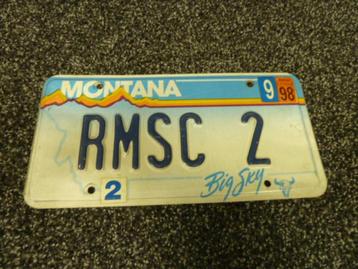 MONTANA
9 98
RMSC 2
2
Big Sky